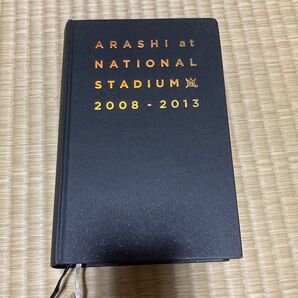 ARASHI at
NATIONAL
STADIUM 嵐
2008 - 2013